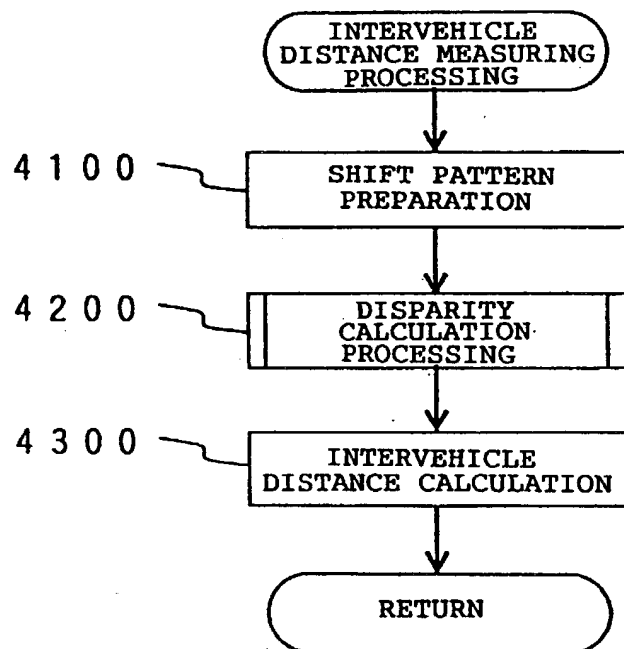 INTERVEHICLE
DISTANCE MEASURING
PROCESSING
4100
SHIFT PATTERN
PREPARATION
4200
DISPARITY
CALCULATION
PROCESSING
4300
INTERVEHICLE
DISTANCE CALCULATION
RETURN